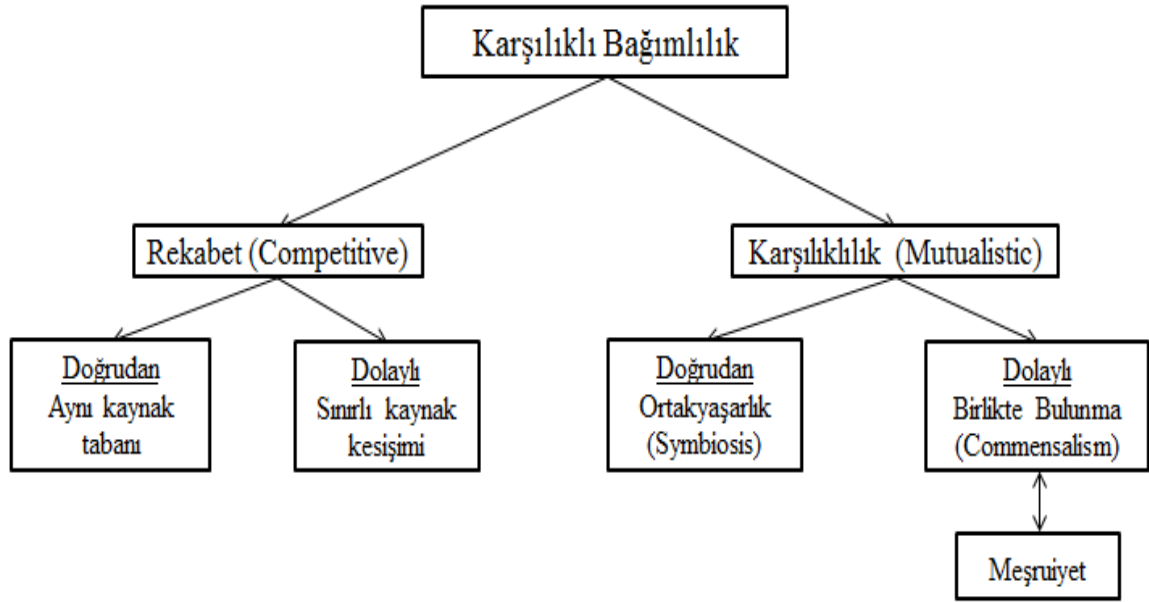 Karşılıklı Bağımlılık
Rekabet (Competitive)
Karşılıklılık (Mutualistic)
Doğrudan
Aynı kaynak
tabanı
Dolaylı
Sınırlı kaynak
kesişimi
Doğrudan
Ortakyaşarlık
(Symbiosis)
Dolaylı
Birlikte Bulunma
(Commensalism)
Meşruiyet